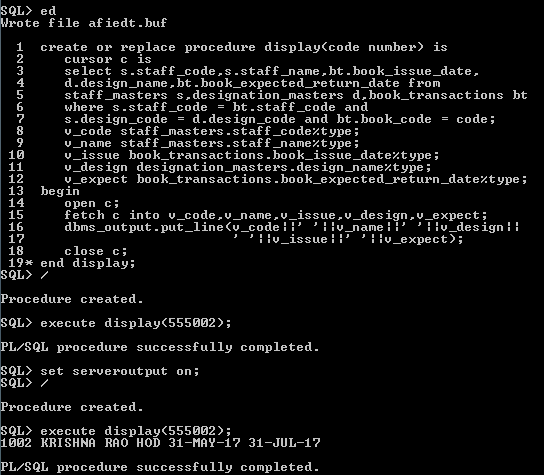 SQL> ed
Wrote file afiedt.buf
1 create or replace procedure display(code number) is
2 cursor c is
3 select s.staff_code,s.staff_name,bt.book_issue_date,
4 d.design_name,bt.book_expected_return_date from
5 staff_masters s,designation_masters d,book_transactions bt
6 where s.staff_code = bt.staff_code and
7 s.design_code = d.design_code and bt.book_code = code;
8 v_code staff_masters.staff_code%type;
9 v_name staff_masters.staff_name%type;
10 v_issue book_transactions.book_issue_date%type;
11 v_design designation_masters.design_name%type;
12 v_expect book_transactions.book_expected_return_date%type;
13 begin
14 open c;
15 fetch c into v_code,v_name,v_issue,v_design,v_expect;
16 dbms_output.put_line(v_code||' '||v_name||' '||v_design||
17 ' '||v_issue||' '||v_expect);
18 close c;
19* end display;
SQL> /
Procedure created.
SQL> execute display(555002);
PL/SQL procedure successfully completed.
SQL> set serveroutput on;
SQL> /
Procedure created.
SQL> execute display(555002);
1002 KRISHNA RAO HOD 31-MAY-17 31-JUL-17
PL/SQL procedure successfully completed.